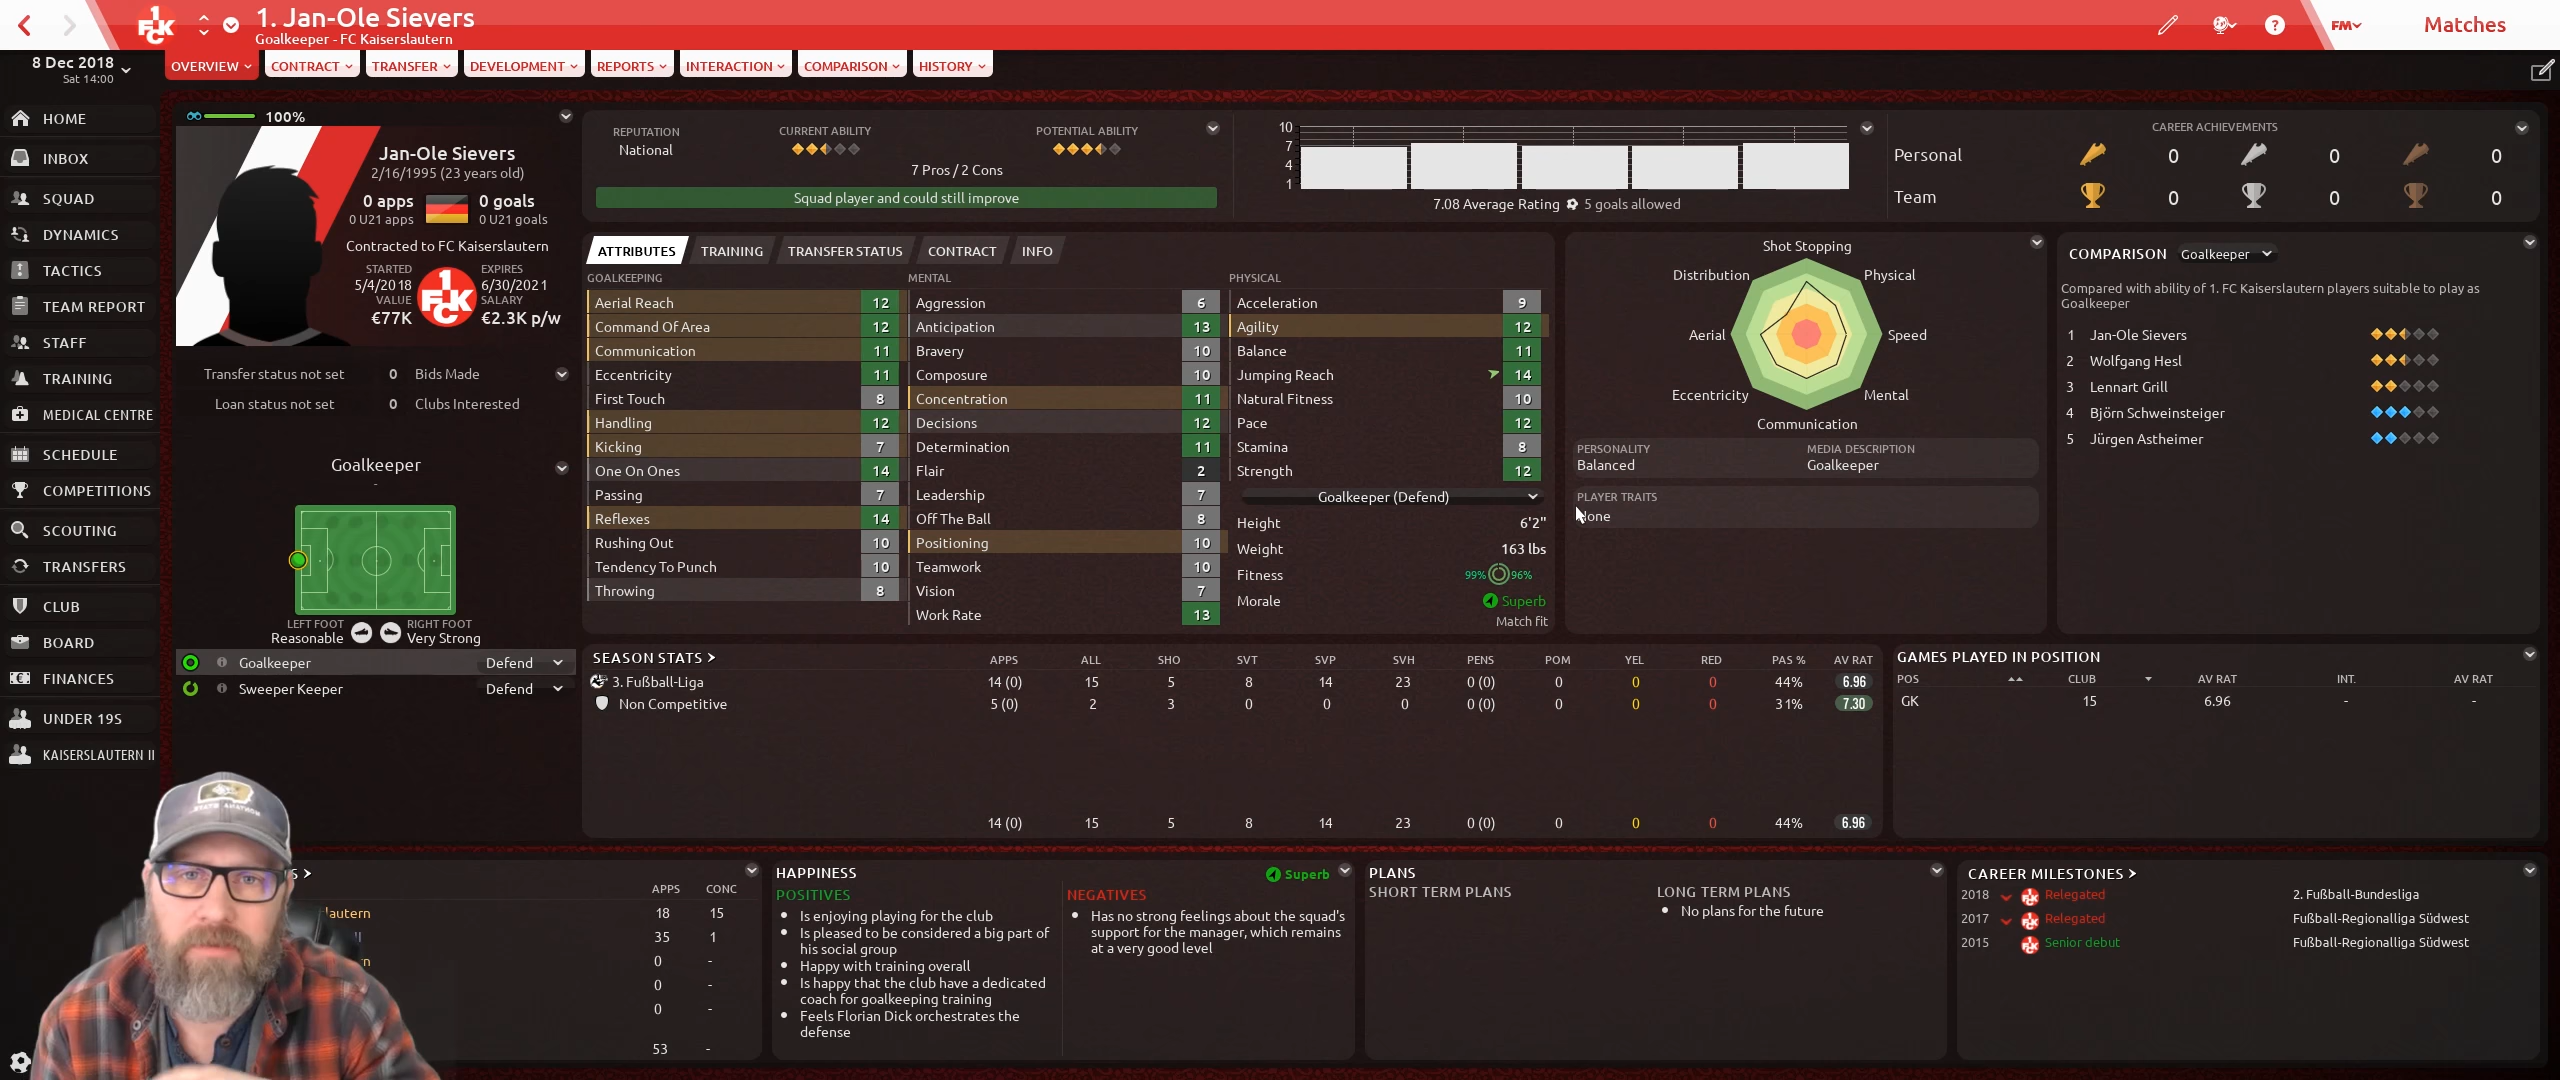 1. Jan-Ole Sievers
Goalkeeper - FC Kaiserslautern
FM
Matches
8 Dec 2018
Sat 14:00
OVERVIEW
CONTRACT
TRANSFER
DEVELOPMENT
REPORTS
INTERACTION
COMPARISON
HISTORY
HOME
INBOX
SQUAD
DYNAMICS
TACTICS
TEAM REPORT
STAFF
TRAINING
MEDICAL CENTRE
SCHEDULE
COMPETITIONS
SCOUTING
TRANSFERS
CLUB
BOARD
FINANCES
UNDER 19S
KAISERSLAUTERN II
100%
Jan-Ole Sievers
2/16/1995 (23 years old)
0 apps 0 goals
0 U21 apps 0 U21 goals
Contracted to FC Kaiserslautern
STARTED EXPIRES
5/4/2018 6/30/2021
VALUE SALARY
€77K €2.3K p/w
Transfer status not set 0 Bids Made
Loan status not set 0 Clubs Interested
Goalkeeper
-
LEFT FOOT RIGHT FOOT
Reasonable Very Strong
Goalkeeper Defend
Sweeper Keeper Defend
REPUTATION CURRENT ABILITY POTENTIAL ABILITY
National
7 Pros / 2 Cons
Squad player and could still improve
10
7
4
1
7.08 Average Rating 5 goals allowed
CAREER ACHIEVEMENTS
Personal 0 0 0
Team 0 0 0
ATTRIBUTES TRAINING TRANSFER STATUS CONTRACT INFO
GOALKEEPING
Aerial Reach 12
Command Of Area 12
Communication 11
Eccentricity 11
First Touch 8
Handling 12
Kicking 7
One On Ones 14
Passing 7
Reflexes 14
Rushing Out 10
Tendency To Punch 10
Throwing 8
MENTAL
Aggression 6
Anticipation 13
Bravery 10
Composure 10
Concentration 11
Decisions 12
Determination 11
Flair 2
Leadership 7
Off The Ball 8
Positioning 10
Teamwork 10
Vision 7
Work Rate 13
PHYSICAL
Acceleration 9
Agility 12
Balance 11
Jumping Reach 14
Natural Fitness 10
Pace 12
Stamina 8
Strength 12
Goalkeeper (Defend)
Height 6'2"
Weight 163 lbs
Fitness 99% 96%
Morale Superb
Match fit
Shot Stopping
Distribution Physical
Aerial Speed
Eccentricity Mental
Communication
PERSONALITY MEDIA DESCRIPTION
Balanced Goalkeeper
PLAYER TRAITS
None
COMPARISON Goalkeeper
Compared with ability of 1. FC Kaiserslautern players suitable to play as
Goalkeeper
1 Jan-Ole Sievers
2 Wolfgang Hesl
3 Lennart Grill
4 Björn Schweinsteiger
5 Jürgen Astheimer
SEASON STATS APPS ALL SHO SVT SVP SVH PENS POM YEL RED PAS % AV RAT
3. Fußball-Liga 14 (0) 15 5 8 14 23 0 (0) 0 0 0 44% 6.96
Non Competitive 5 (0) 2 3 0 0 0 0 (0) 0 0 0 31% 7.30
14 (0) 15 5 8 14 23 0 (0) 0 0 0 44% 6.96
GAMES PLAYED IN POSITION
POS CLUB AV RAT INT. AV RAT
GK 15 6.96 - -
S
APPS CONC
lautern 18 15
35 1
0 -
0 -
0 -
53 -
HAPPINESS Superb
POSITIVES
Is enjoying playing for the club
Is pleased to be considered a big part of
his social group
Happy with training overall
Is happy that the club have a dedicated
coach for goalkeeping training
Feels Florian Dick orchestrates the
defense
NEGATIVES
Has no strong feelings about the squad's
support for the manager, which remains
at a very good level
PLANS
SHORT TERM PLANS LONG TERM PLANS
No plans for the future
CAREER MILESTONES
2018 Relegated 2. Fußball-Bundesliga
2017 Relegated Fußball-Regionalliga Südwest
2015 Senior debut Fußball-Regionalliga Südwest